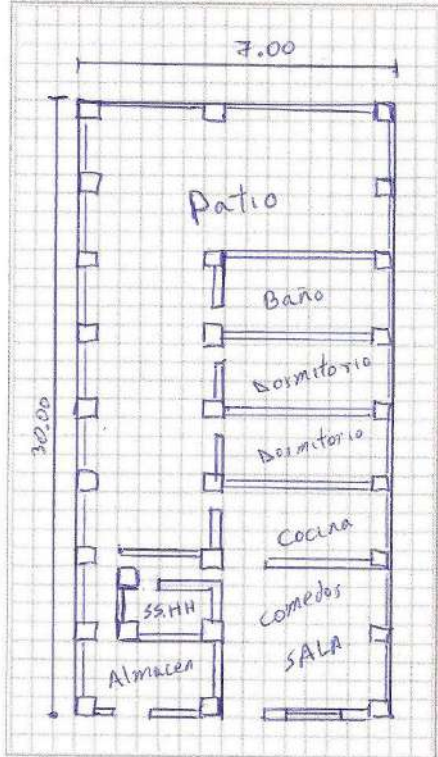 7.00
Patio
Baño
Dormitorio
30.00
Dormitorio
Cocina
Comedor
SS.HH
SALA
Almacen